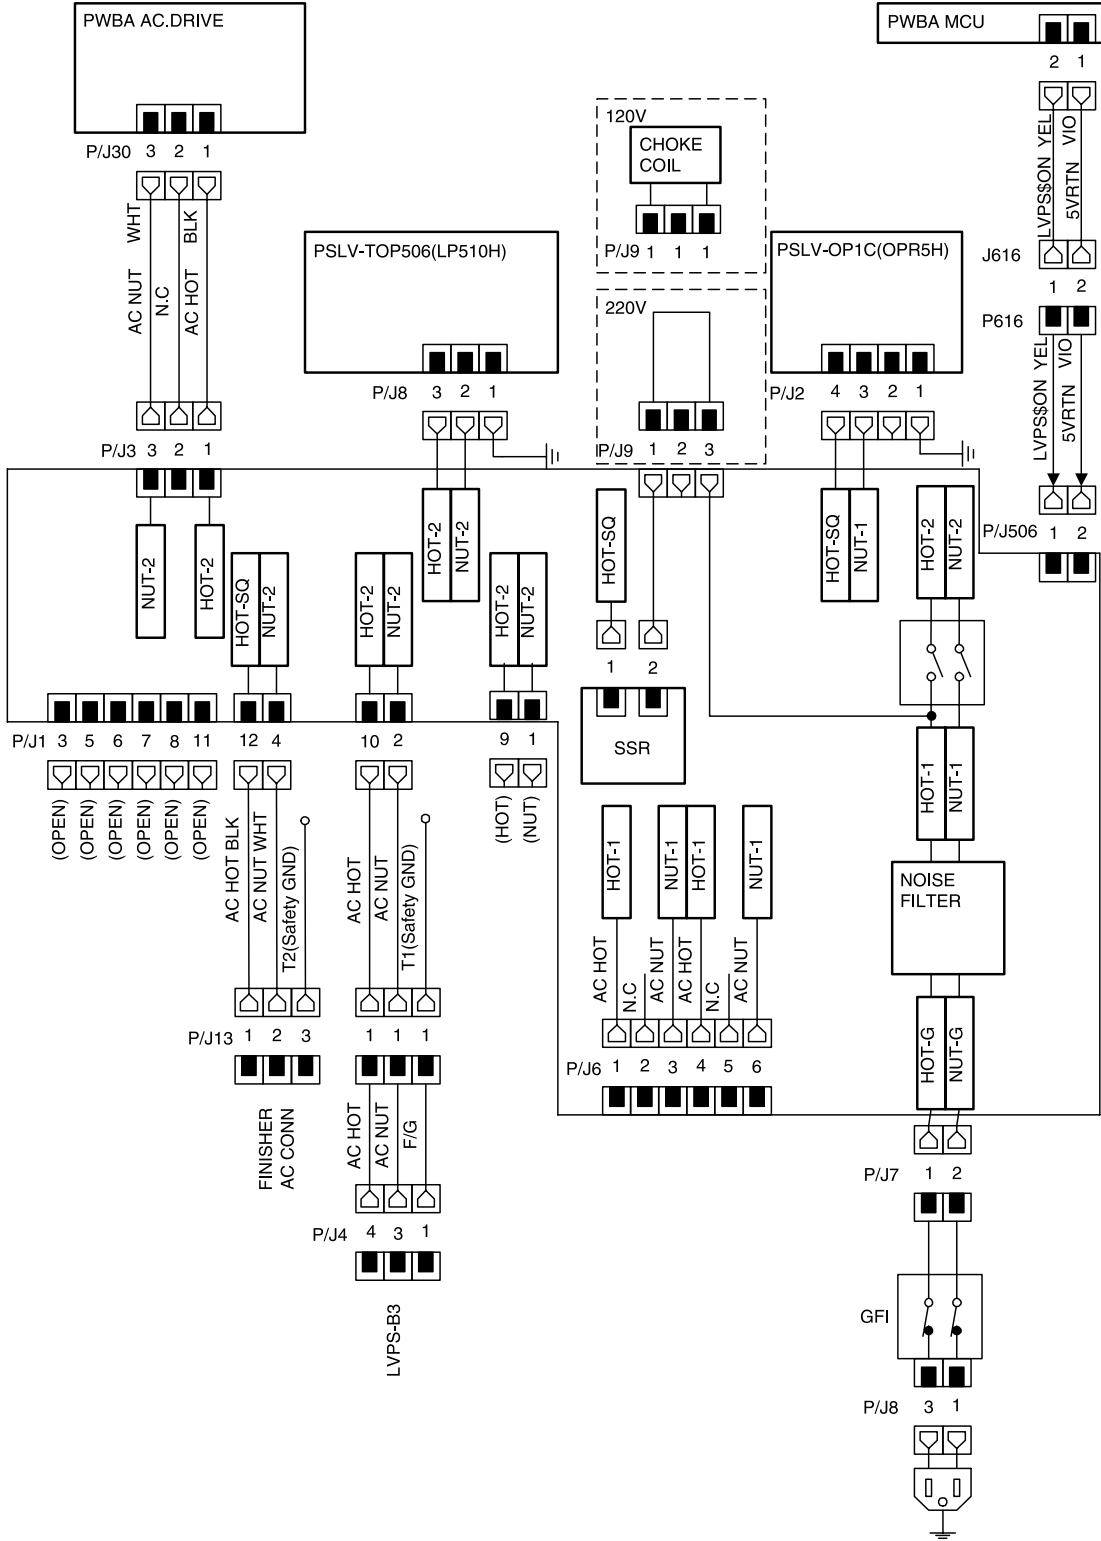 PWBA AC.DRIVE
P/J30 3 2 1
AC NUT WHT
N.C
AC HOT BLK
P/J3 3 2 1
NUT-2
HOT-2
PSLV-TOP506(LP510H)
P/J8 3 2 1
HOT-2
NUT-2
120V
CHOKE
COIL
P/J9 1 1 1
220V
P/J9 1 2 3
PSLV-OP1C(OPR5H)
P/J2 4 3 2 1
HOT-SQ
NUT-1
PWBA MCU
2 1
LVPS$ON YEL
5VRTN VIO
J616
1 2
P616
LVPS$ON YEL
5VRTN VIO
P/J506 1 2
HOT-2
NUT-2
HOT-SQ
1 2
SSR
HOT-SQ
NUT-2
HOT-2
NUT-2
HOT-2
NUT-2
P/J1 3 5 6 7 8 11 12 4 10 2 9 1
(OPEN)
(OPEN)
(OPEN)
(OPEN)
(OPEN)
(OPEN)
AC HOT BLK
AC NUT WHT
T2(Safety GND)
AC HOT
AC NUT
T1(Safety GND)
(HOT)
(NUT)
P/J13 1 2 3
FINISHER
AC CONN
1 1 1
AC HOT
AC NUT
F/G
P/J4 4 3 1
LVPS-B3
HOT-1
NUT-1
HOT-1
NUT-1
AC HOT
N.C
AC NUT
AC HOT
N.C
AC NUT
P/J6 1 2 3 4 5 6
HOT-1
NUT-1
NOISE
FILTER
HOT-G
NUT-G
P/J7 1 2
GFI
P/J8 3 1